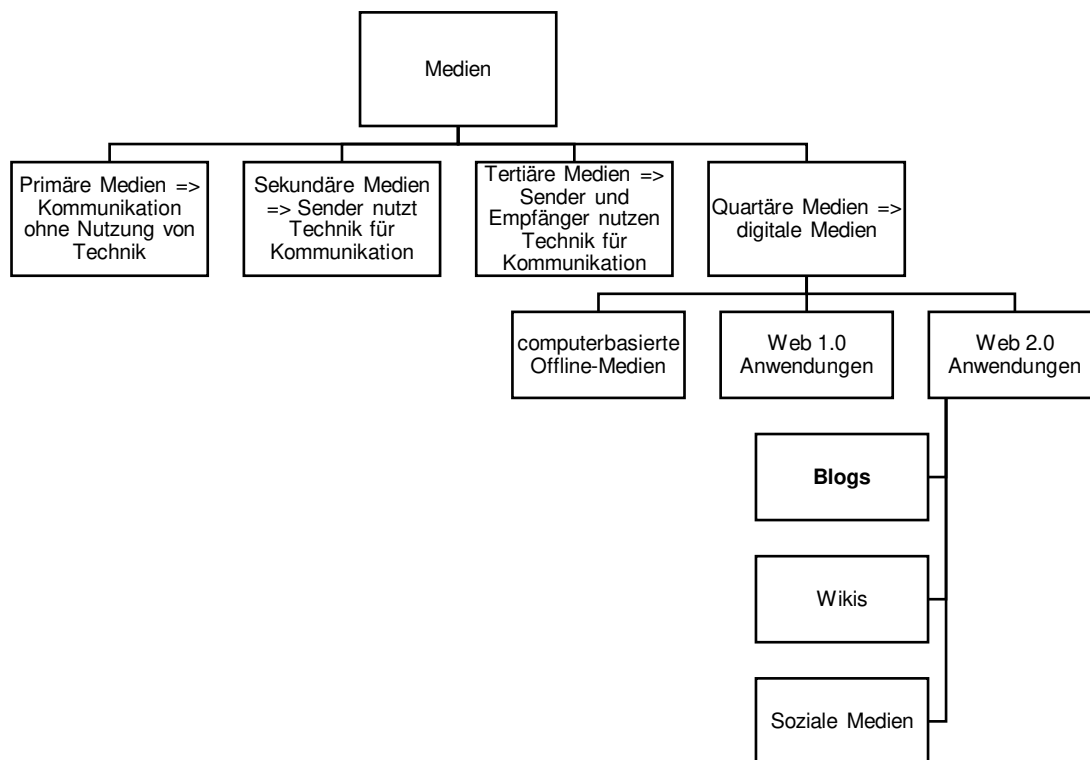 Medien
Primäre Medien =>
Kommunikation
ohne Nutzung von
Technik
Sekundäre Medien
=> Sender nutzt
Technik für
Kommunikation
Tertiäre Medien =>
Sender und
Empfänger nutzen
Technik für
Kommunikation
Quartäre Medien =>
digitale Medien
computerbasierte
Offline-Medien
Web 1.0
Anwendungen
Web 2.0
Anwendungen
Blogs
Wikis
Soziale Medien